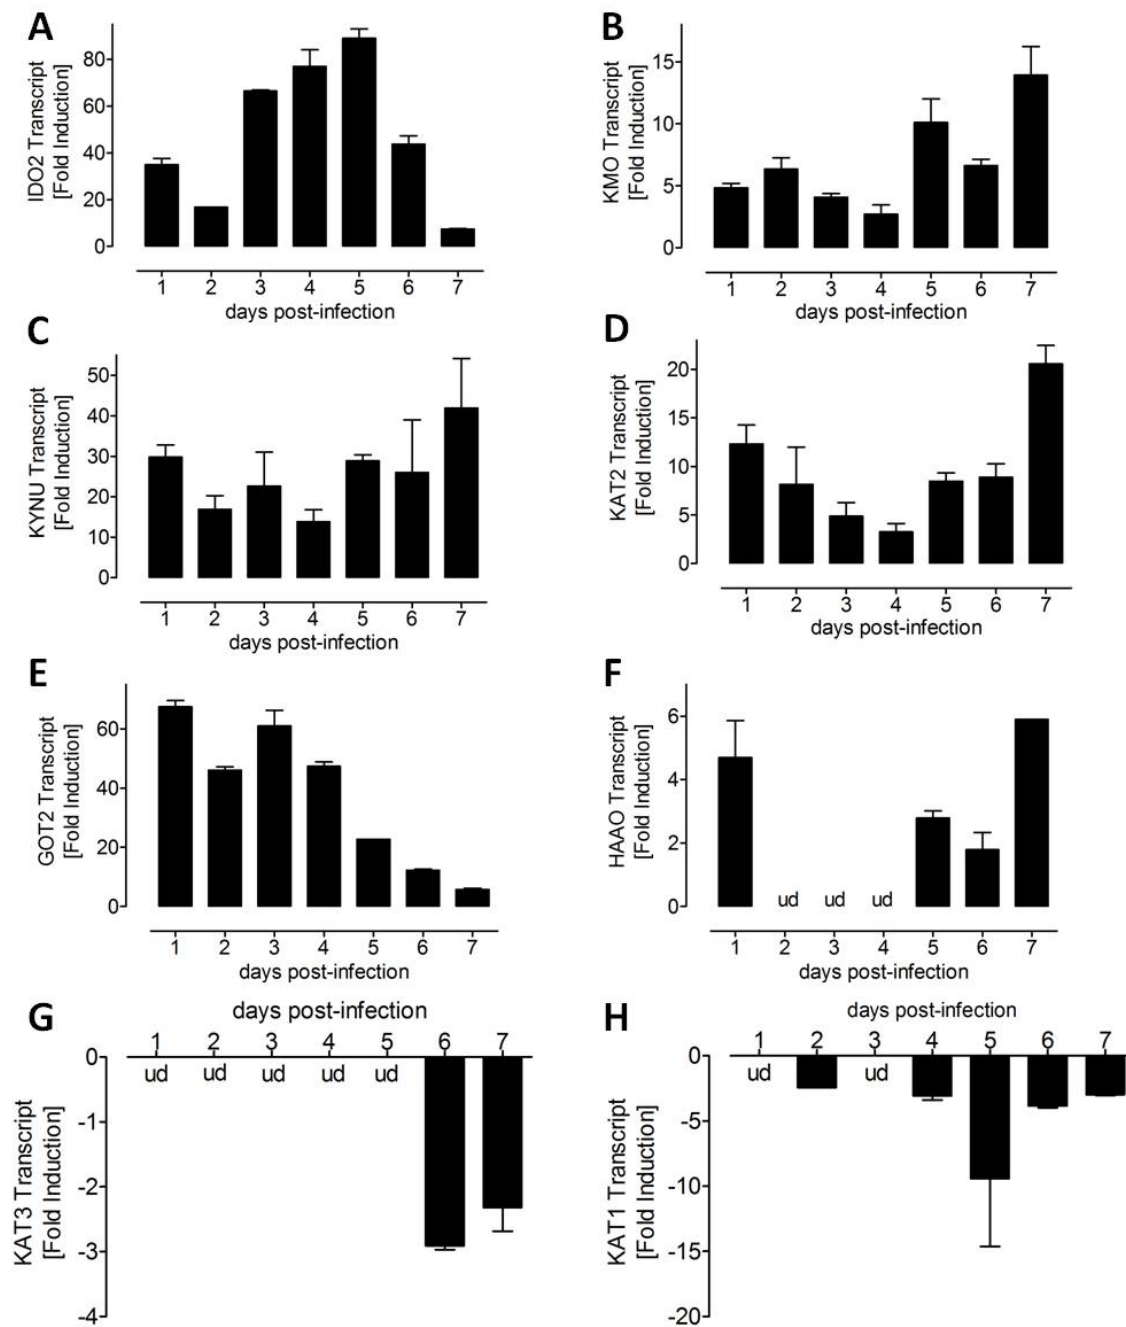 A
IDO2 Transcript
[Fold Induction]
80
60
40
20
0
1 2 3 4 5 6 7
days post-infection
B
KMO Transcript
[Fold Induction]
15
10
5
0
1 2 3 4 5 6 7
days post-infection
C
KYNU Transcript
[Fold Induction]
50
40
30
20
10
0
1 2 3 4 5 6 7
days post-infection
D
KAT2 Transcript
[Fold Induction]
20
15
10
5
0
1 2 3 4 5 6 7
days post-infection
E
GOT2 Transcript
[Fold Induction]
60
40
20
0
1 2 3 4 5 6 7
days post-infection
F
HAAO Transcript
[Fold Induction]
6
4
2
0
ud ud ud
1 2 3 4 5 6 7
days post-infection
G
days post-infection
1 2 3 4 5 6 7
ud ud ud ud ud
KAT3 Transcript
[Fold Induction]
0
-1
-2
-3
-4
H
days post-infection
1 2 3 4 5 6 7
ud ud
KAT1 Transcript
[Fold Induction]
0
-5
-10
-15
-20